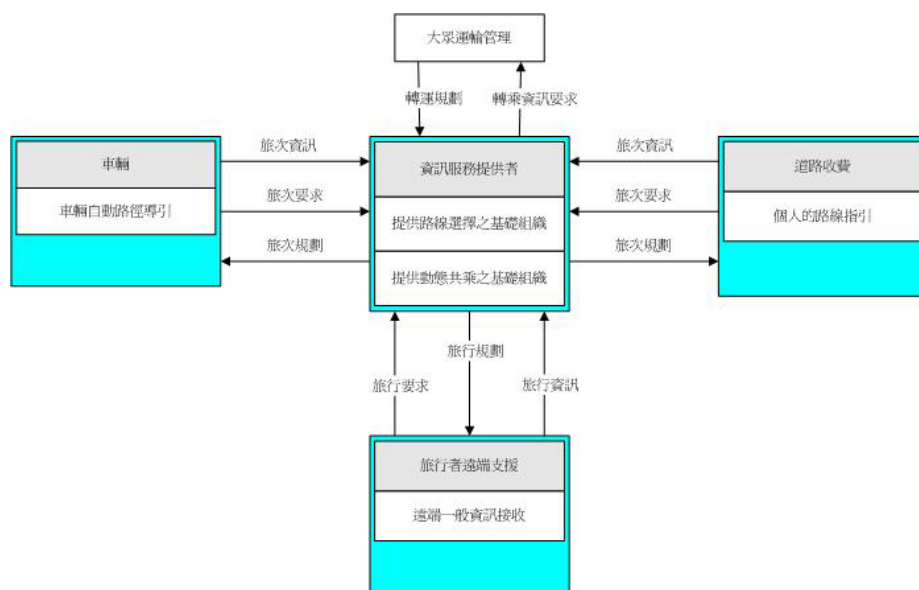 大眾運輸管理
轉運規劃
轉乘資訊要求
車輛
車輛自動路徑導引
旅次資訊
旅次要求
旅次規劃
資訊服務提供者
提供路線選擇之基礎組織
提供動態共乘之基礎組織
旅次資訊
旅次要求
旅次規劃
道路收費
個人的路線指引
旅行要求
旅行規劃
旅行資訊
旅行者遠端支援
遠端一般資訊接收